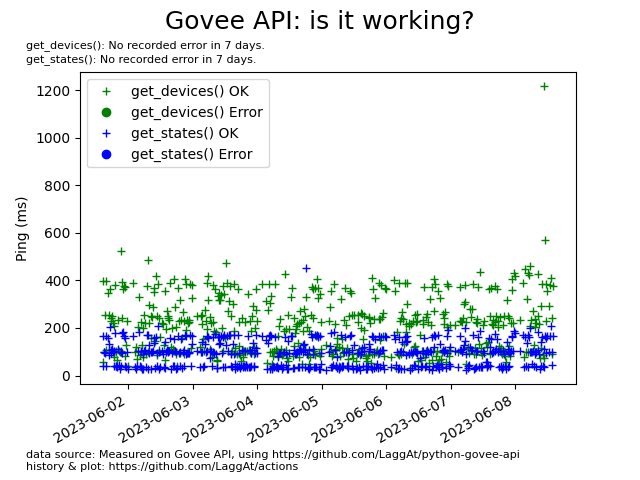 Govee API: is it working?
get_devices(): No recorded error in 7 days.
get_states(): No recorded error in 7 days.
get_devices() OK
get_devices() Error
get_states() OK
get_states() Error
Ping (ms)
1200
1000
800
600
400
200
0
2023-06-02
2023-06-03
2023-06-04
2023-06-05
2023-06-06
2023-06-07
2023-06-08
data source: Measured on Govee API, using https://github.com/LaggAt/python-govee-api
history & plot: https://github.com/LaggAt/actions